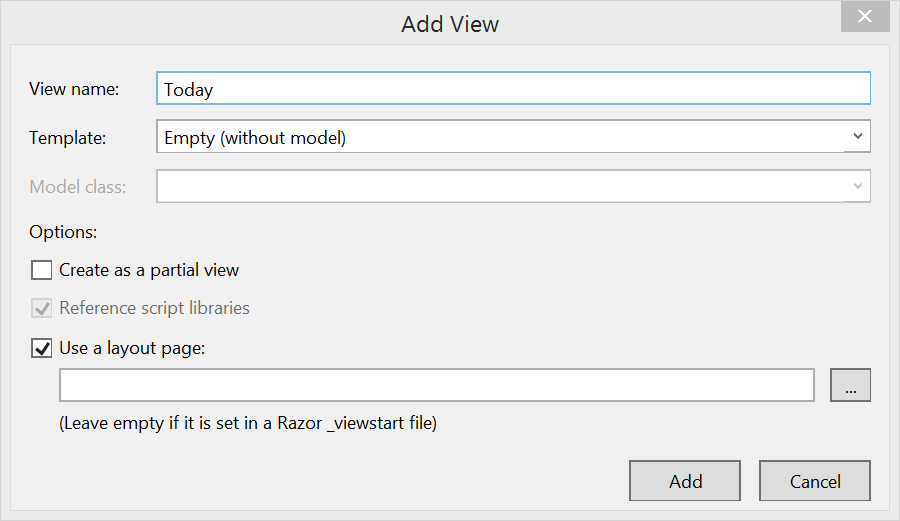 Add View
View name: Today
Template: Empty (without model)
Model class:
Options:
Create as a partial view
Reference script libraries
Use a layout page:
...
(Leave empty if it is set in a Razor _viewstart file)
Add Cancel